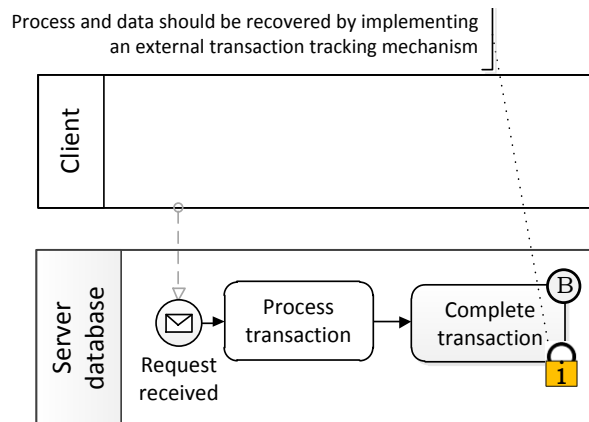 Process and data should be recovered by implementing
an external transaction tracking mechanism
Client
Server
database
Request
received
Process
transaction
Complete
transaction
B
i